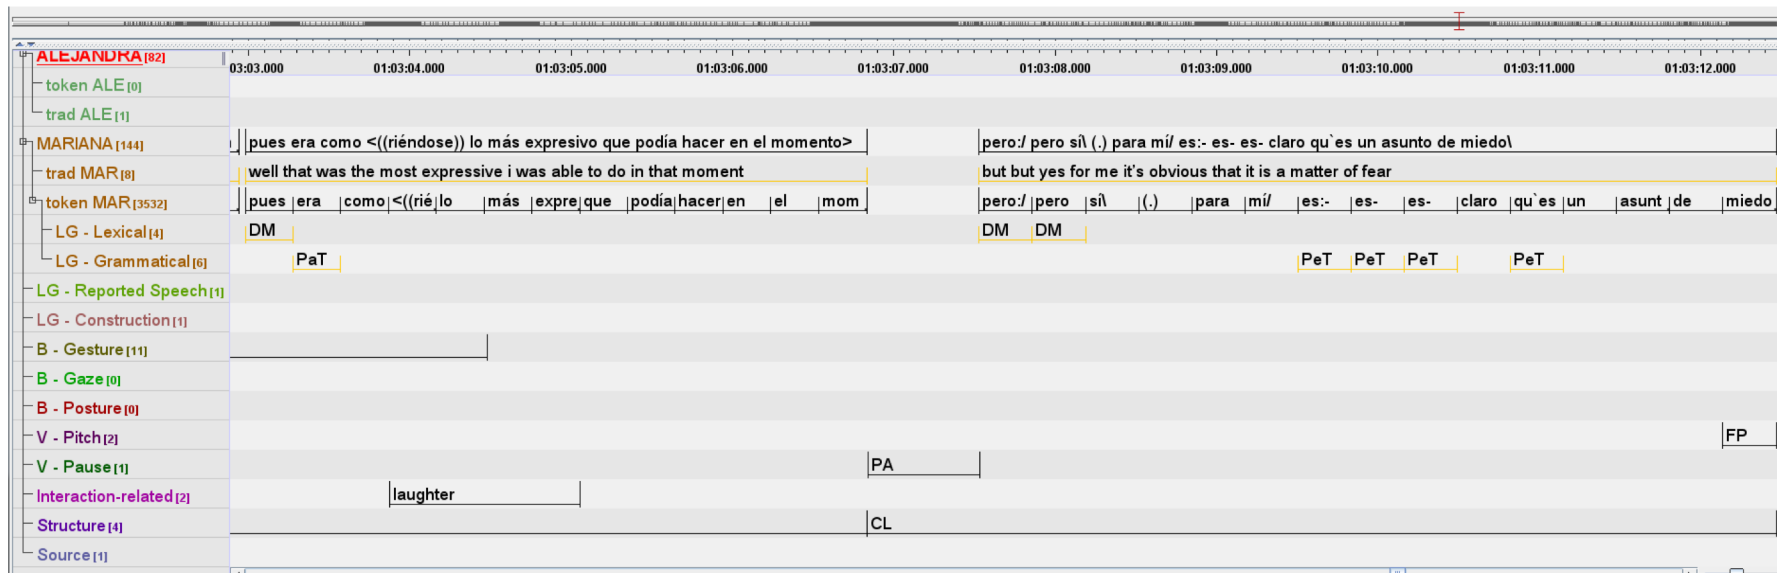 ALEJANDRA [82]
03:03.000 01:03:04.000 01:03:05.000 01:03:06.000 01:03:07.000 01:03:08.000 01:03:09.000 01:03:10.000 01:03:11.000 01:03:12.000
token ALE [0]
trad ALE [1]
MARIANA [144] pues era como <((riéndose)) lo más expresivo que podía hacer en el momento> pero:/ pero sí\ (.) para mí/ es:- es- es- claro qu`es un asunto de miedo\
trad MAR [8] well that was the most expressive i was able to do in that moment but but yes for me it's obvious that it is a matter of fear
token MAR [3532] pues era como <((rié lo más expre que podía hacer en el mom pero:/ pero sí\ (.) para mí/ es:- es- es- claro qu`es un asunt de miedo
LG - Lexical [4] DM DM DM
LG - Grammatical [6] PaT PeT PeT PeT PeT
LG - Reported Speech [1]
LG - Construction [1]
B - Gesture [11]
B - Gaze [0]
B - Posture [0]
V - Pitch [2] FP
V - Pause [1] PA
Interaction-related [2] laughter
Structure [4] CL
Source [1]